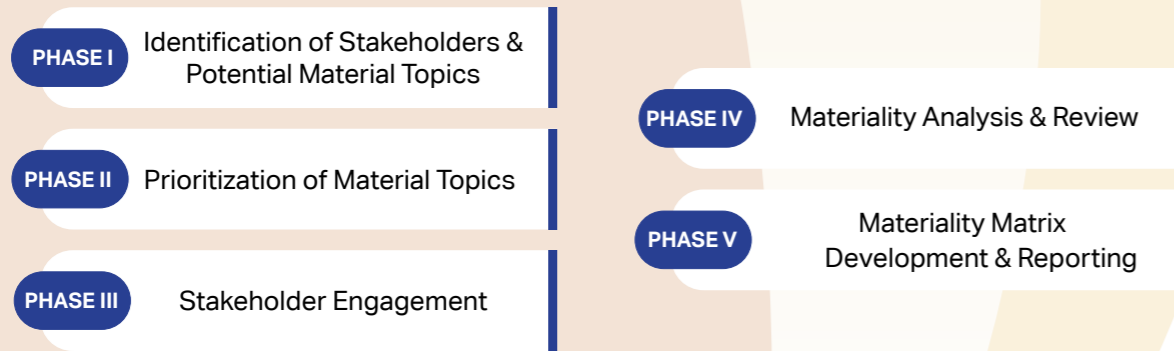 PHASE I
Identification of Stakeholders &
Potential Material Topics
PHASE II
Prioritization of Material Topics
PHASE III
Stakeholder Engagement
PHASE IV
Materiality Analysis & Review
PHASE V
Materiality Matrix
Development & Reporting